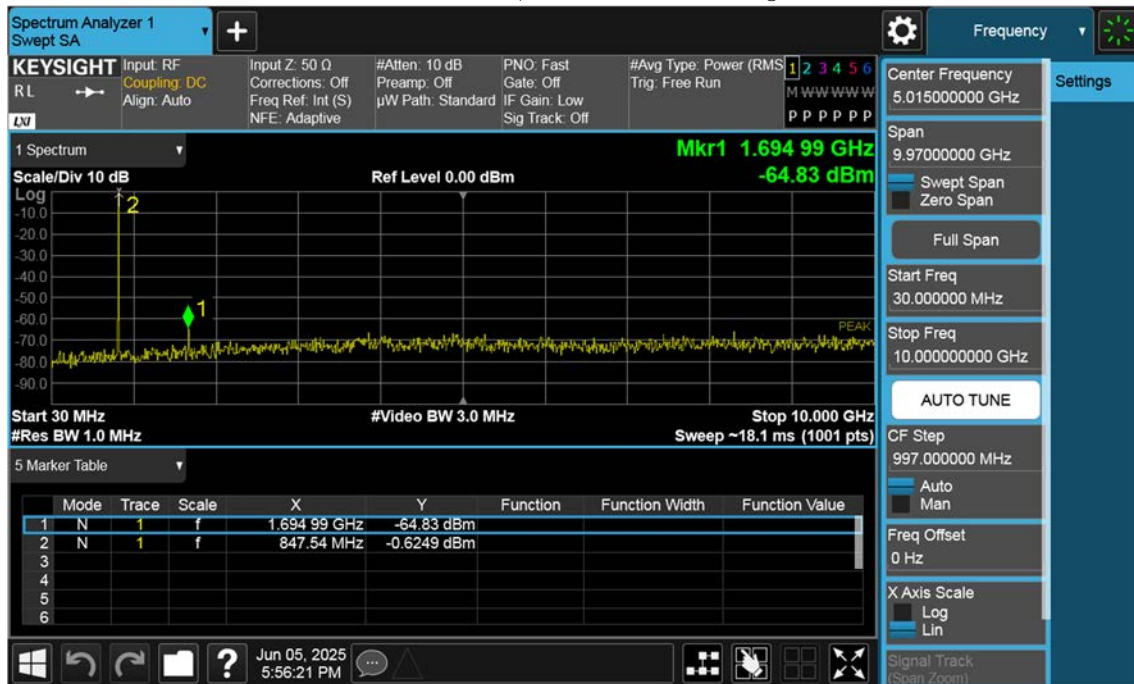 Spectrum Analyzer 1
Swept SA
+
Frequency
KEYSIGHT
RL
LXI
Input: RF
Coupling: DC
Align: Auto
Input Z: 50 Ω
Corrections: Off
Freq Ref: Int (S)
NFE: Adaptive
#Atten: 10 dB
Preamp: Off
µW Path: Standard
PNO: Fast
Gate: Off
IF Gain: Low
Sig Track: Off
#Avg Type: Power (RMS
Trig: Free Run
1 2 3 4 5 6
M W W W W W
P P P P P P
1 Spectrum
Scale/Div 10 dB
Ref Level 0.00 dBm
Mkr1 1.694 99 GHz
-64.83 dBm
Log
-10.0
-20.0
-30.0
-40.0
-50.0
-60.0
-70.0
-80.0
-90.0
2
1
PEAK
Start 30 MHz
#Video BW 3.0 MHz
Stop 10.000 GHz
#Res BW 1.0 MHz
Sweep ~18.1 ms (1001 pts)
5 Marker Table
Mode Trace Scale X Y Function Function Width Function Value
1 N 1 f 1.694 99 GHz -64.83 dBm
2 N 1 f 847.54 MHz -0.6249 dBm
3
4
5
6
?
Jun 05, 2025
5:56:21 PM
Center Frequency
5.015000000 GHz
Settings
Span
9.97000000 GHz
Swept Span
Zero Span
Full Span
Start Freq
30.000000 MHz
Stop Freq
10.000000000 GHz
AUTO TUNE
CF Step
997.000000 MHz
Auto
Man
Freq Offset
0 Hz
X Axis Scale
Log
Lin
Signal Track
(Span Zoom)